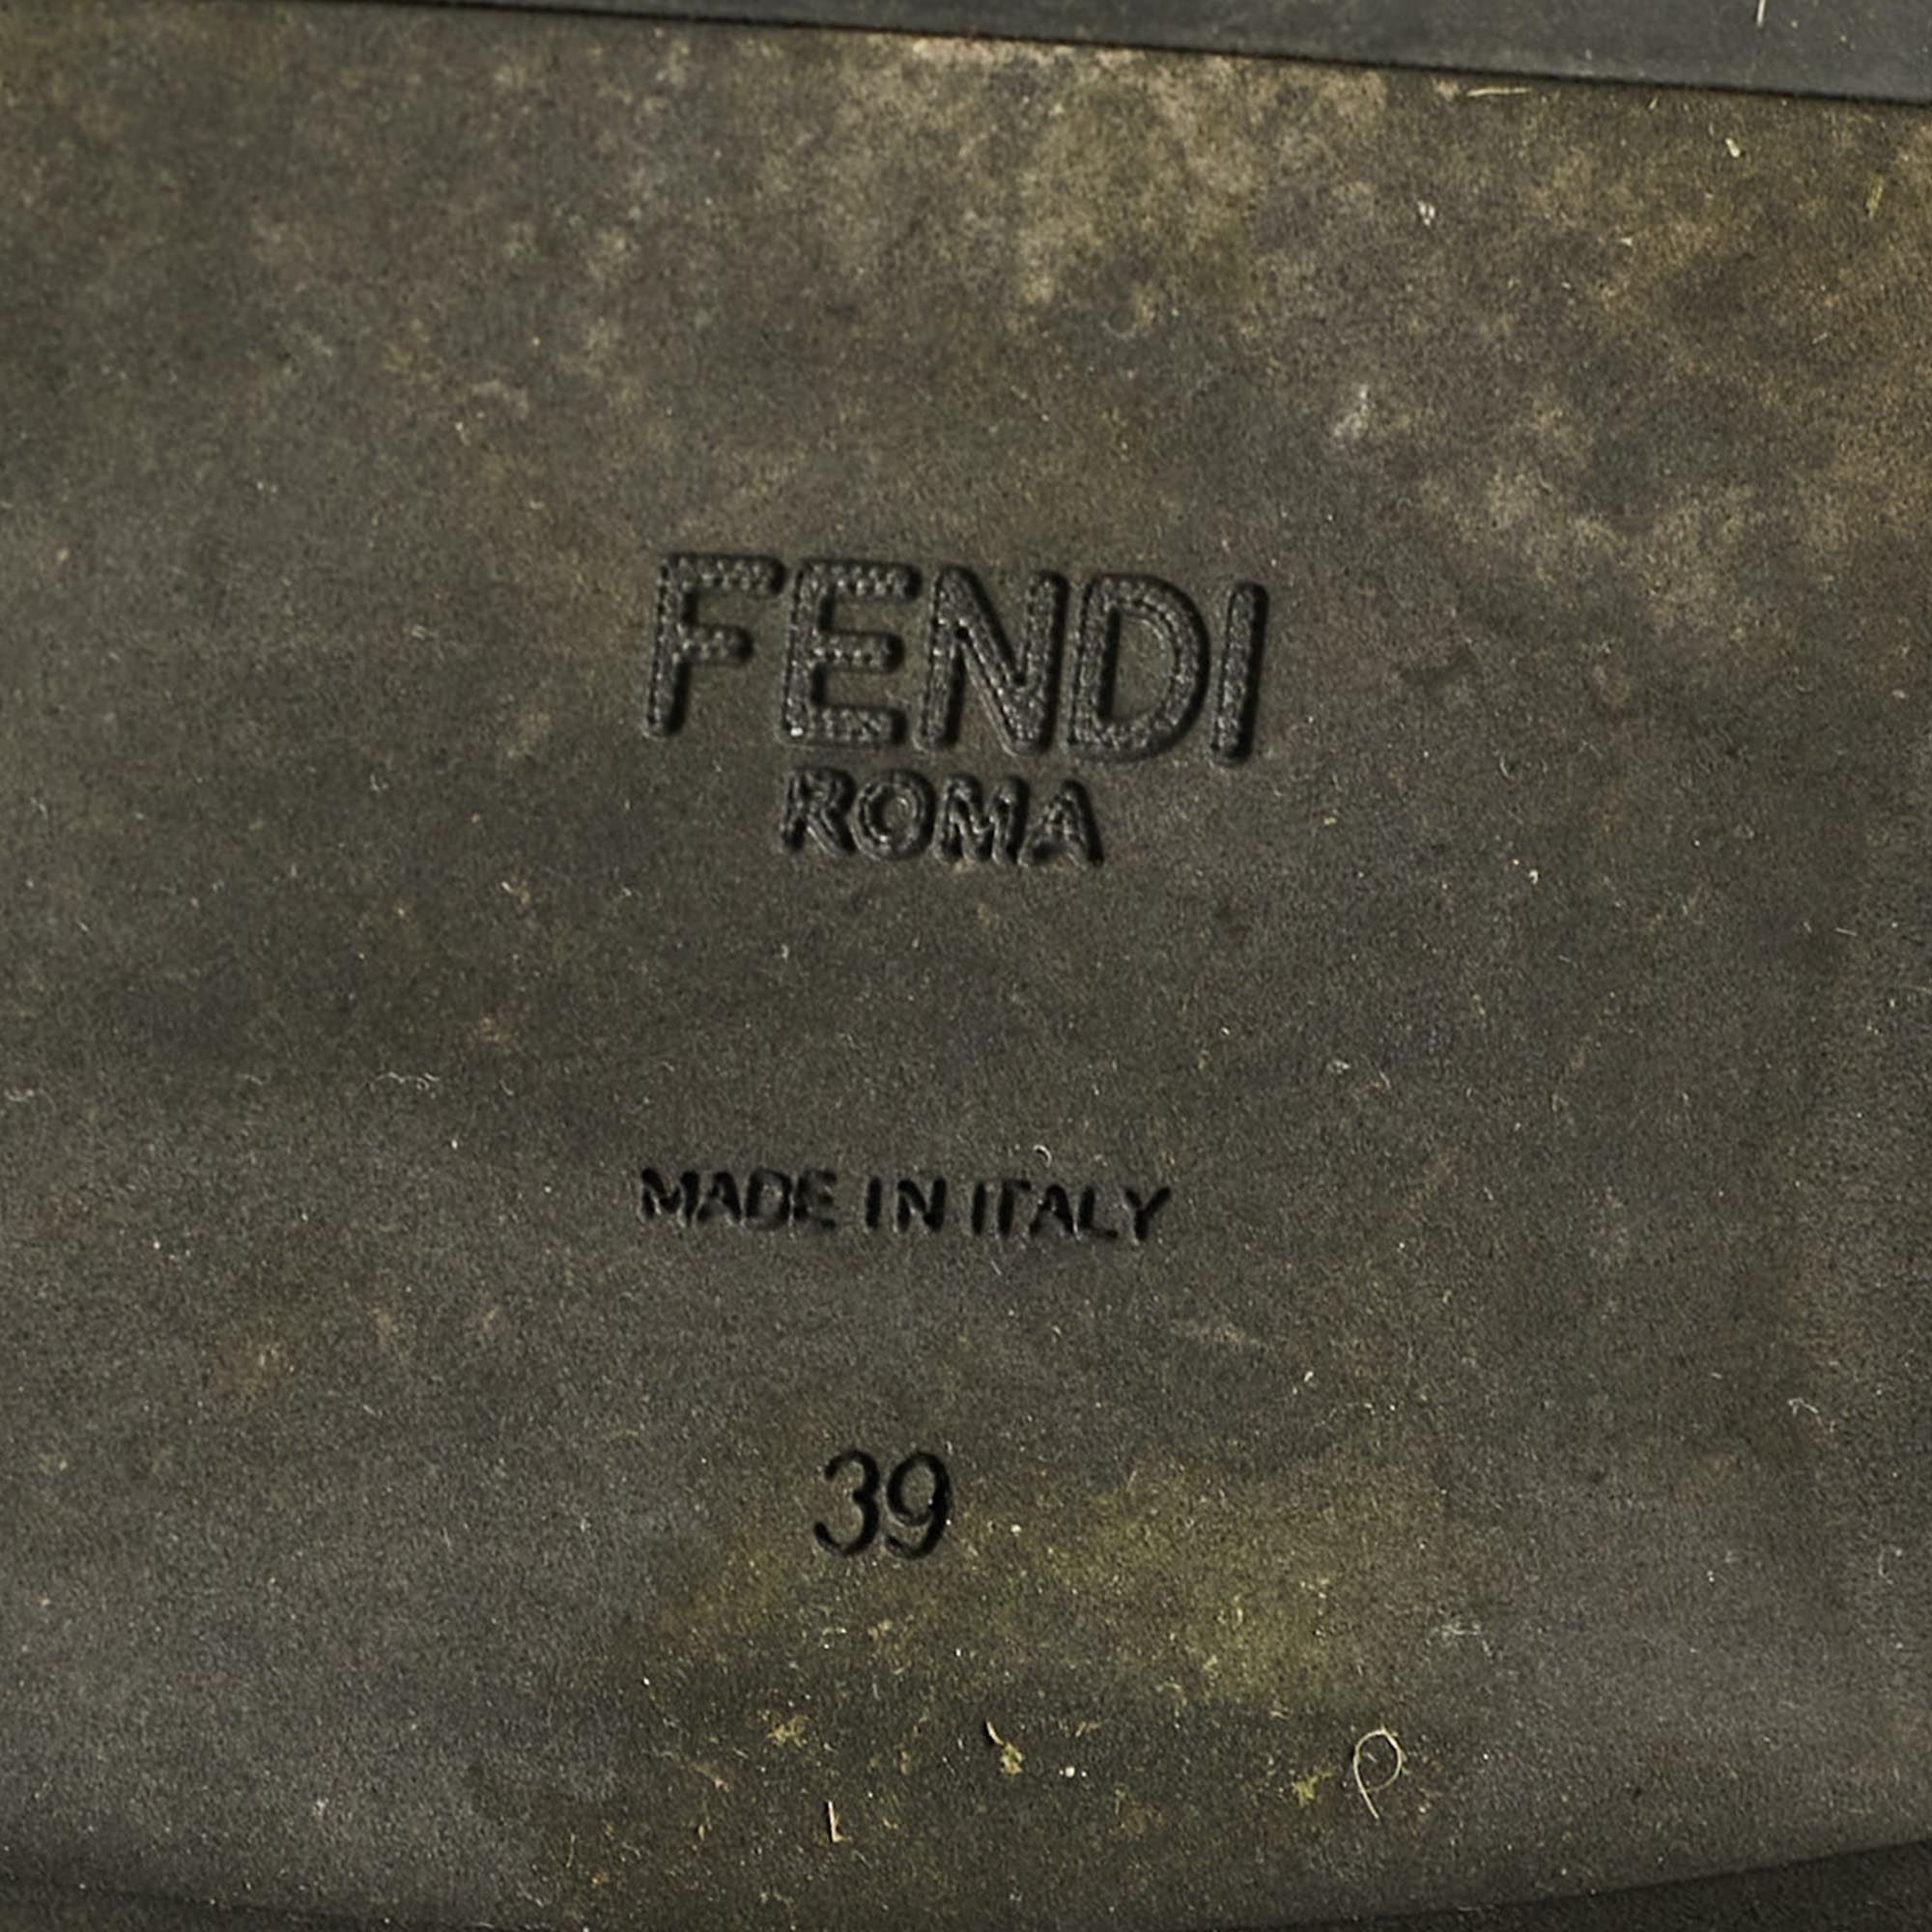 FENDI
ROMA
MADE IN ITALY
39